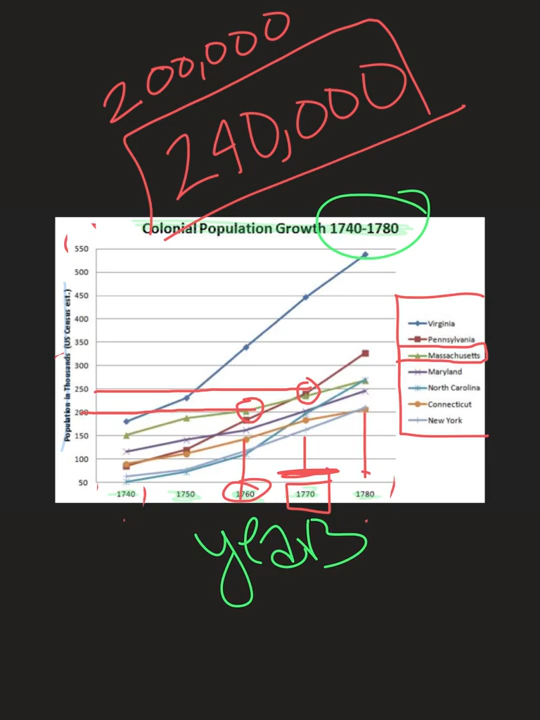 200,000
240,000
Colonial Population Growth 1740-1780
Population in Thousands (US Census est.)
550
500
450
400
350
300
250
200
150
100
50
1740 1750 1760 1770 1780
Virginia
Pennsylvania
Massachusetts
Maryland
North Carolina
Connecticut
New York
years